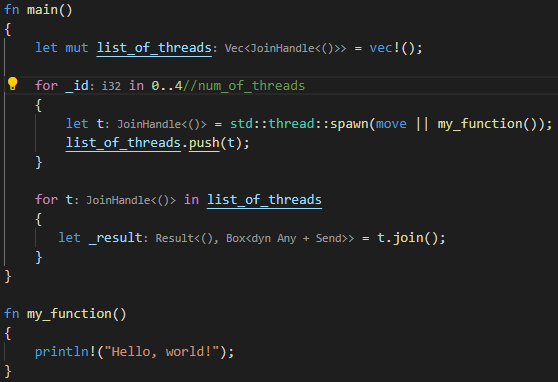 fn main()
{
    let mut list_of_threads: Vec<JoinHandle<()>> = vec!();
    for _id: i32 in 0..4//num_of_threads
    {
        let t: JoinHandle<()> = std::thread::spawn(move || my_function());
        list_of_threads.push(t);
    }
    for t: JoinHandle<()> in list_of_threads
    {
       let _result: Result<(), Box<dyn Any + Send>> = t.join();
    }
}
fn my_function()
{
    println!("Hello, world!");
}